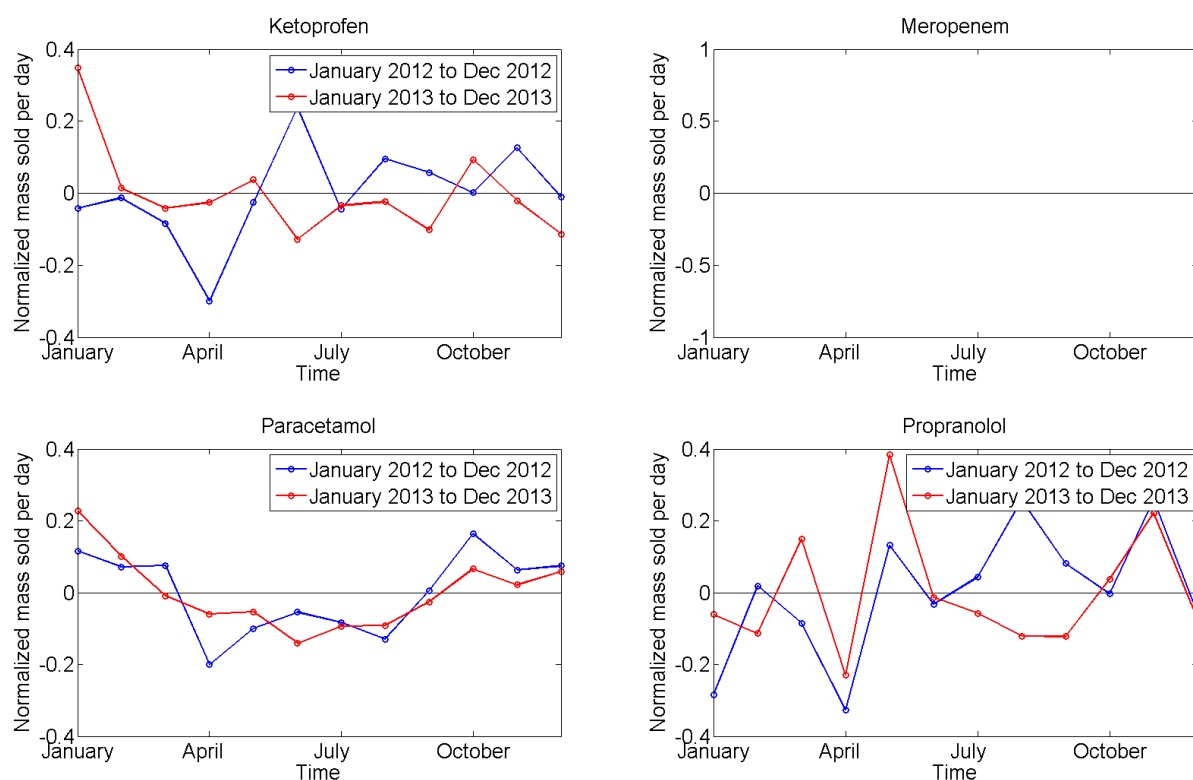 Ketoprofen
Normalized mass sold per day
0.4
0.2
0
-0.2
-0.4
January 2012 to Dec 2012
January 2013 to Dec 2013
January
April
July
October
Time
Meropenem
Normalized mass sold per day
1
0.5
0
-0.5
-1
January
April
July
October
Time
Paracetamol
Normalized mass sold per day
0.4
0.2
0
-0.2
-0.4
January 2012 to Dec 2012
January 2013 to Dec 2013
January
April
July
October
Time
Propranolol
Normalized mass sold per day
0.4
0.2
0
-0.2
-0.4
January 2012 to Dec 2012
January 2013 to Dec 2013
January
April
July
October
Time